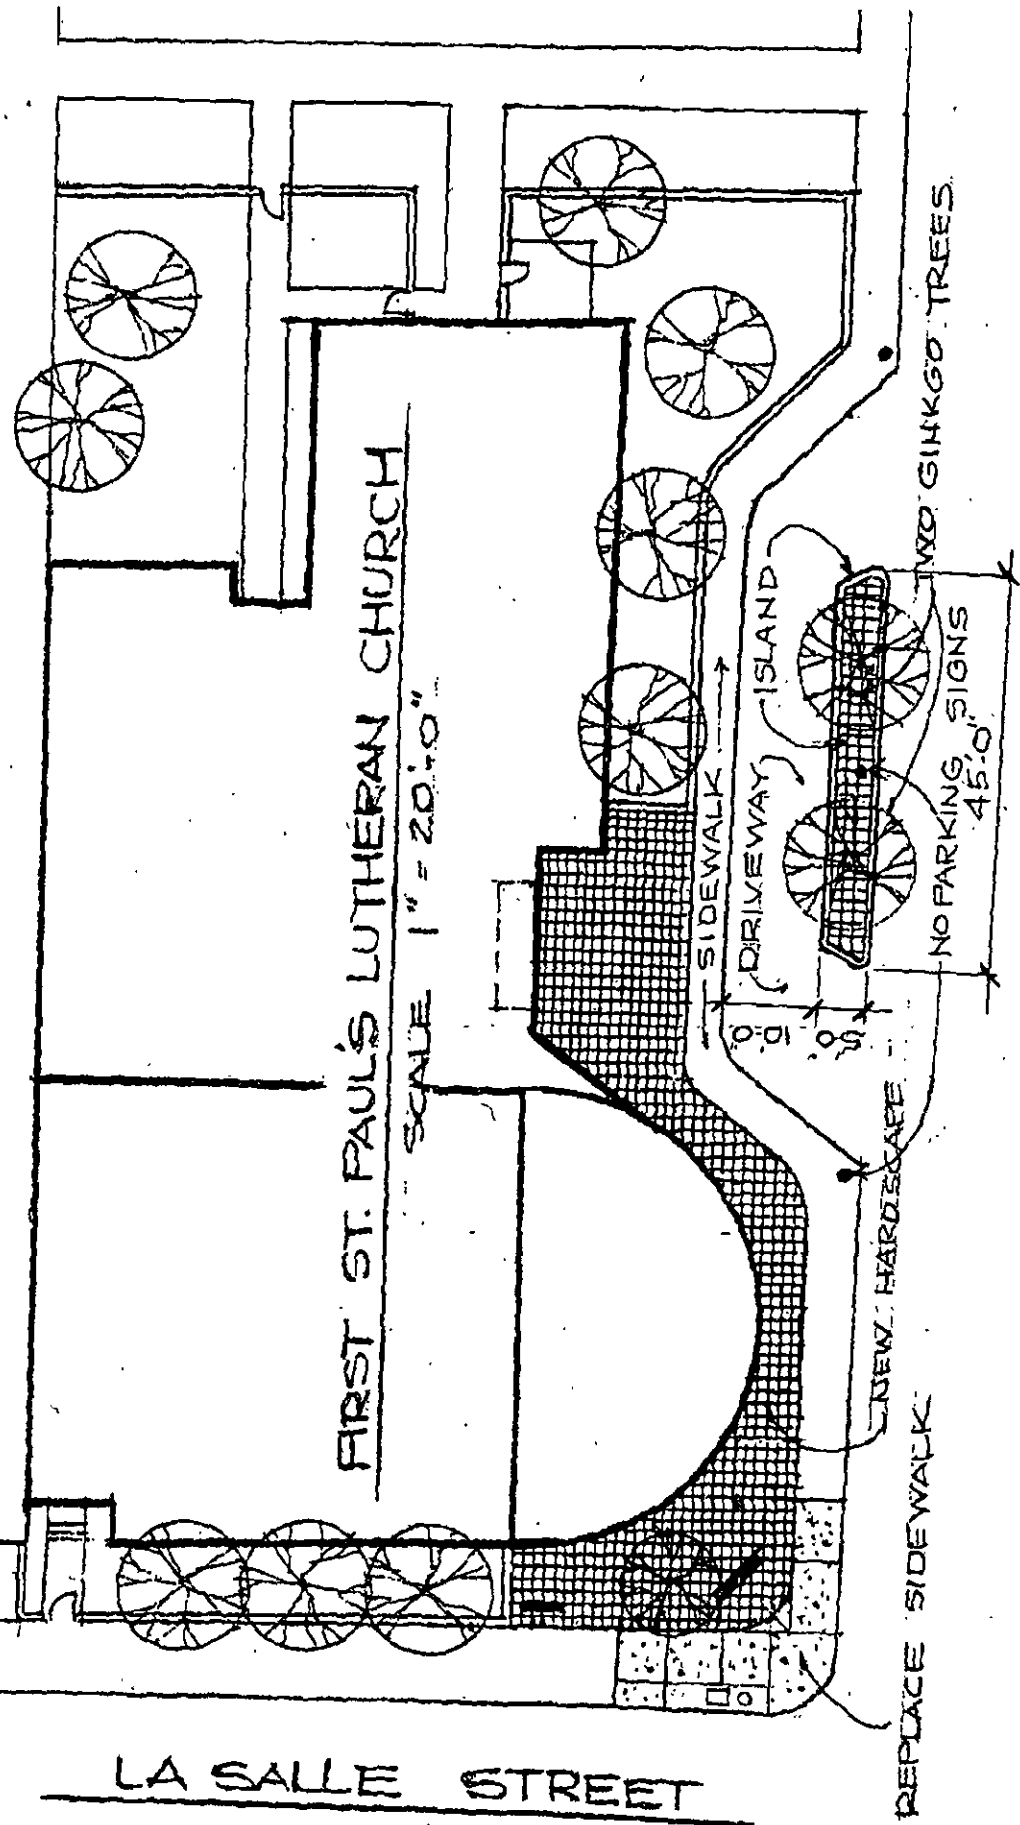 FIRST ST. PAUL'S LUTHERAN CHURCH
SCALE 1" = 20'-0"
SIDEWALK
DRIVEWAY
ISLAND
TWO GINKGO TREES
NO PARKING SIGNS
45'-0"
10'-0"
5'-0"
NEW HARDSCAPE
REPLACE SIDEWALK
LA SALLE STREET